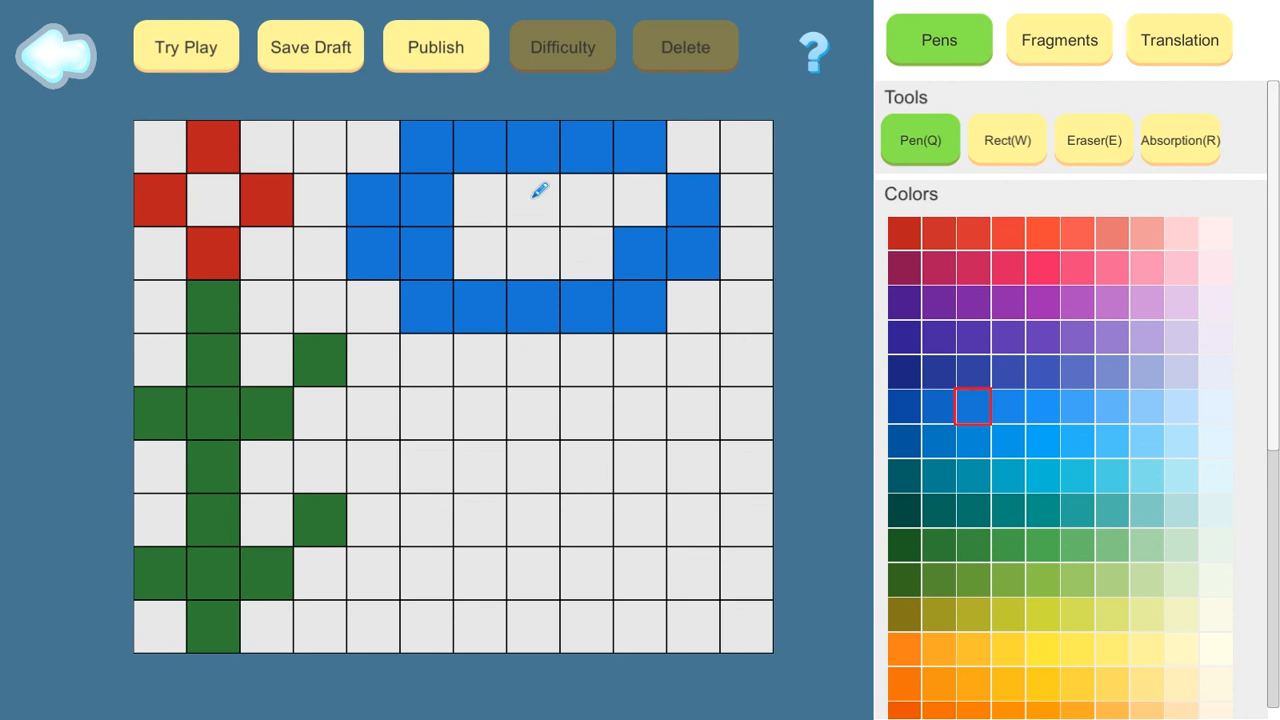 Try Play
Save Draft
Publish
Difficulty
Delete
?
Pens
Fragments
Translation
Tools
Pen(Q)
Rect(W)
Eraser(E)
Absorption(R)
Colors